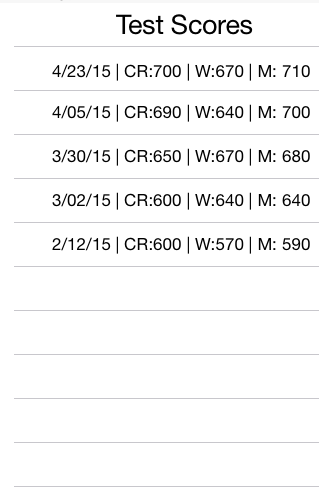 Test Scores
4/23/15 | CR:700 | W:670 | M: 710
4/05/15 | CR:690 | W:640 | M: 700
3/30/15 | CR:650 | W:670 | M: 680
3/02/15 | CR:600 | W:640 | M: 640
2/12/15 | CR:600 | W:570 | M: 590